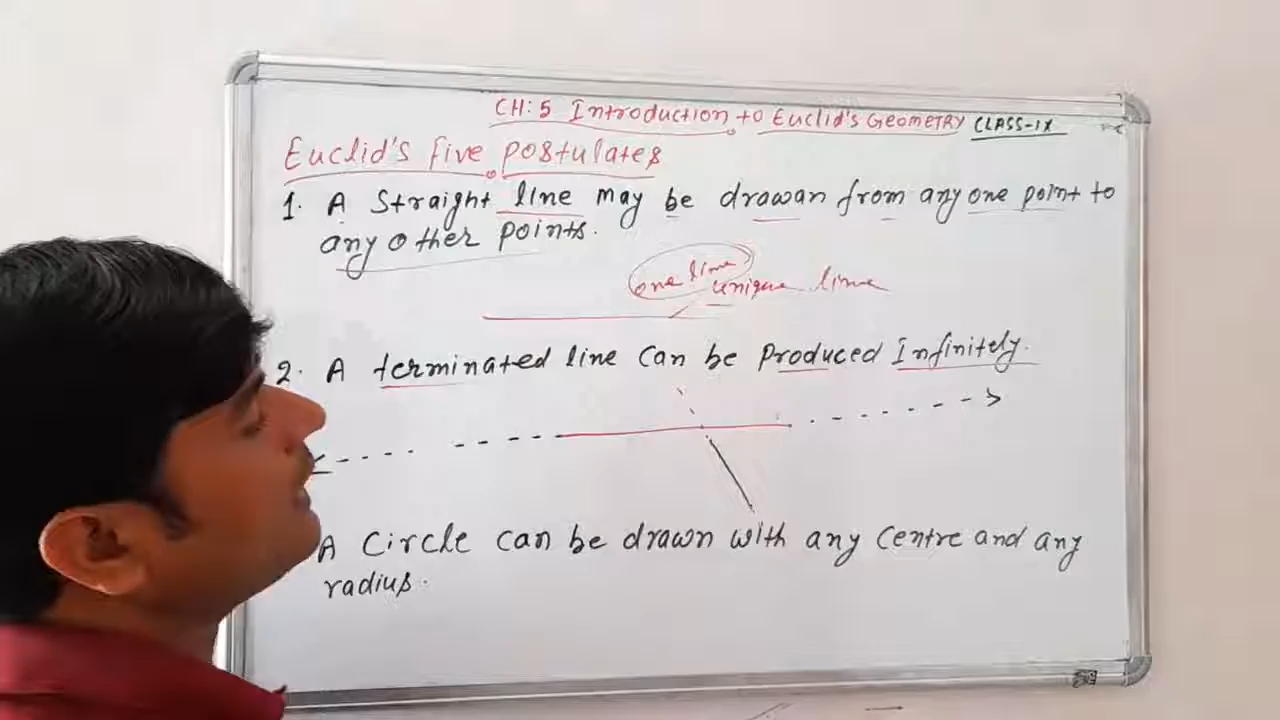 CH: 5 Introduction to Euclid's Geometry CLASS-IX
Euclid's five postulates
1. A straight line may be drawan from any one point to
any other points.
one line
unique line
2. A terminated line can be produced Infinitely.
A circle can be drawn with any centre and any
radius.